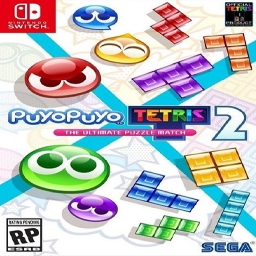 NINTENDO
SWITCH
OFFICIAL
TETRIS
PRODUCT
PuyoPuyo TETRIS 2
THE ULTIMATE PUZZLE MATCH
RATING PENDING
RP
ESRB
SEGA